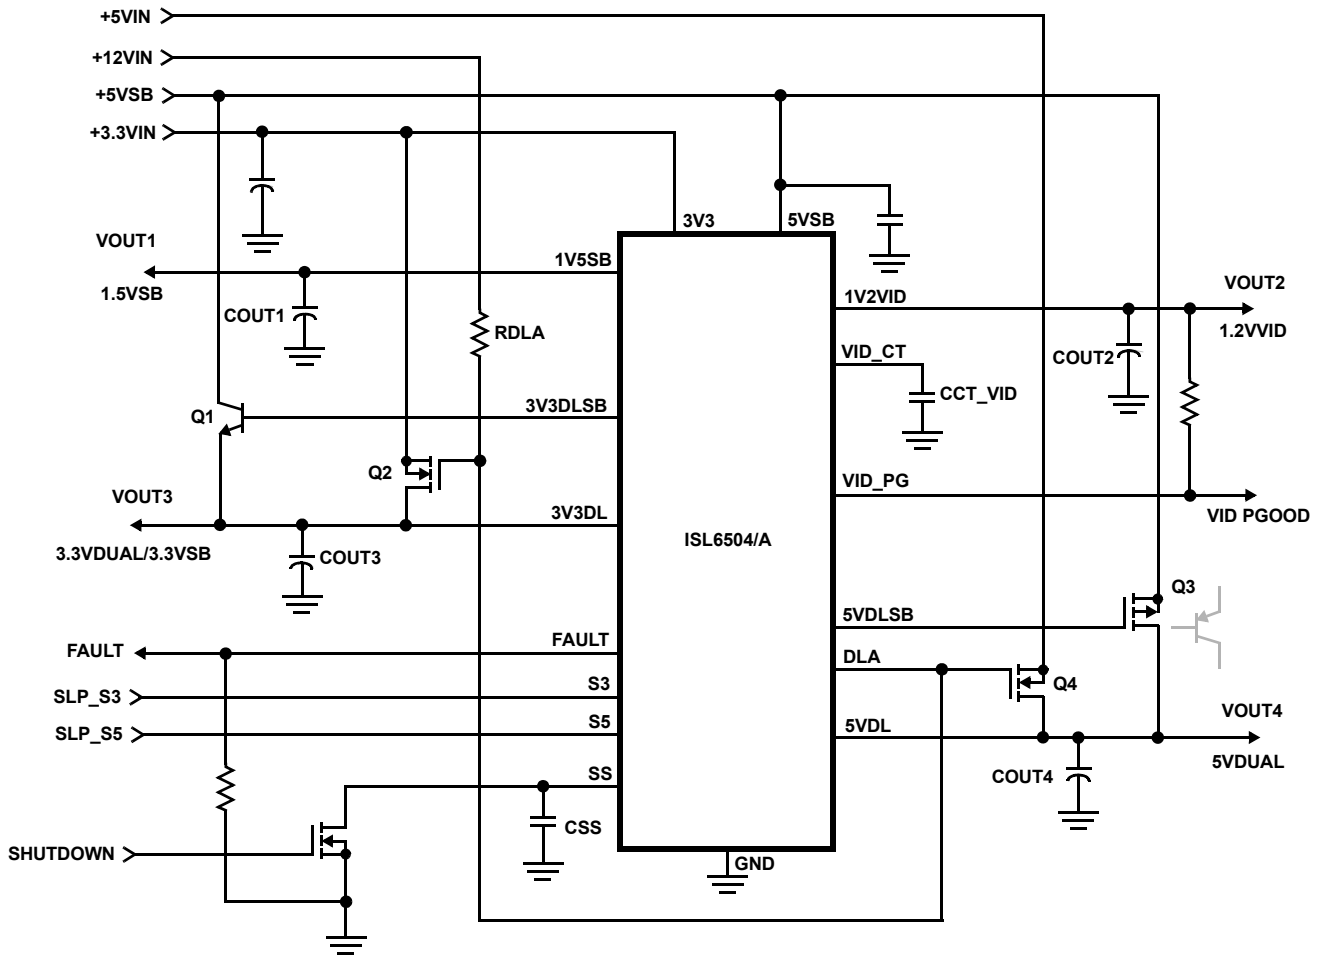 +5VIN
+12VIN
+5VSB
+3.3VIN
3V3
5VSB
VOUT1
1V5SB
1.5VSB
COUT1
RDLA
1V2VID
VOUT2
1.2VVID
VID_CT
COUT2
CCT_VID
Q1
3V3DLSB
Q2
VID_PG
VID PGOOD
VOUT3
3V3DL
3.3VDUAL/3.3VSB
COUT3
ISL6504/A
Q3
5VDLSB
FAULT
FAULT
DLA
SLP_S3
S3
Q4
SLP_S5
S5
5VDL
VOUT4
5VDUAL
COUT4
SS
CSS
SHUTDOWN
GND